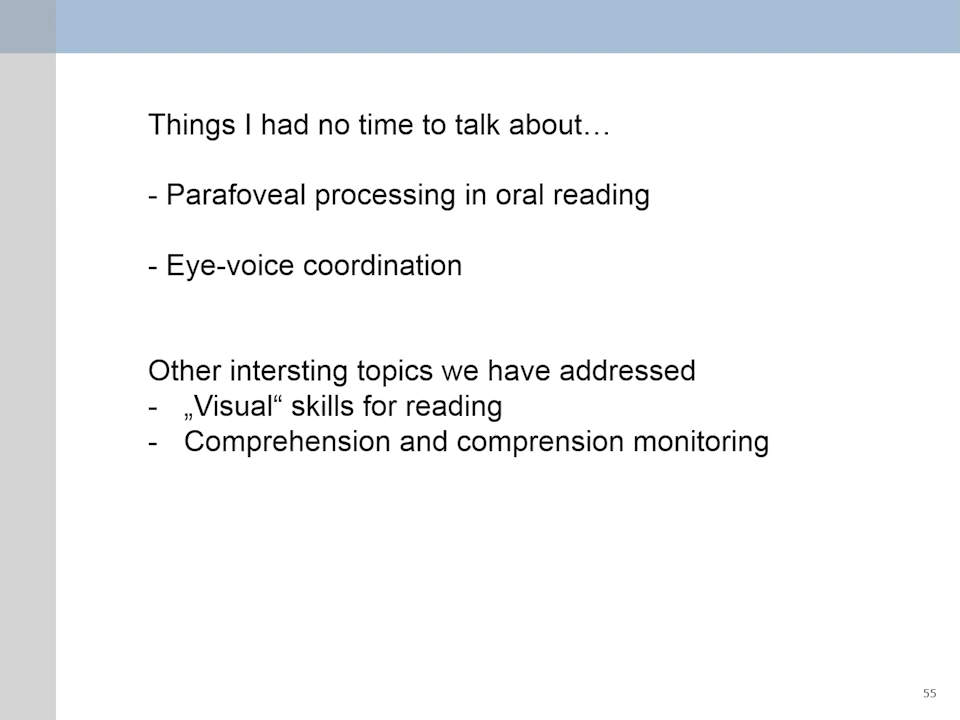 Things I had no time to talk about…
- Parafoveal processing in oral reading
- Eye-voice coordination
Other intersting topics we have addressed
- „Visual“ skills for reading
- Comprehension and comprension monitoring
55